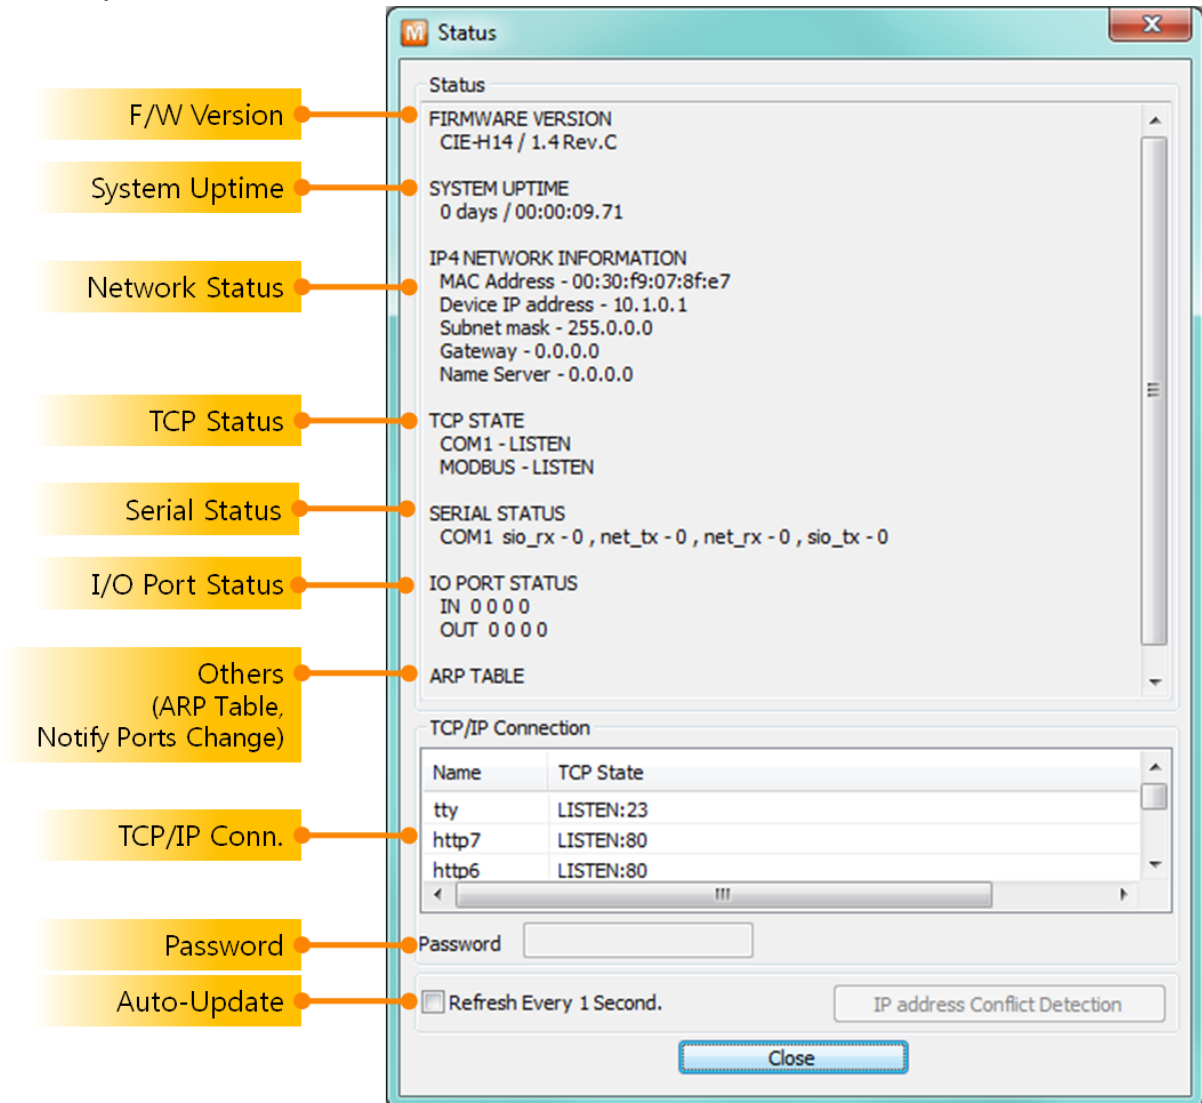 Status
Status
F/W Version
FIRMWARE VERSION
CIE-H14 / 1.4 Rev.C
System Uptime
SYSTEM UPTIME
0 days / 00:00:09.71
Network Status
IP4 NETWORK INFORMATION
MAC Address - 00:30:f9:07:8f:e7
Device IP address - 10.1.0.1
Subnet mask - 255.0.0.0
Gateway - 0.0.0.0
Name Server - 0.0.0.0
TCP Status
TCP STATE
COM1 - LISTEN
MODBUS - LISTEN
Serial Status
SERIAL STATUS
COM1 sio_rx - 0 , net_tx - 0 , net_rx - 0 , sio_tx - 0
I/O Port Status
IO PORT STATUS
IN 0 0 0 0
OUT 0 0 0 0
Others
(ARP Table,
Notify Ports Change)
ARP TABLE
TCP/IP Connection
Name TCP State
tty LISTEN:23
TCP/IP Conn.
http7 LISTEN:80
http6 LISTEN:80
Password
Password
Auto-Update
Refresh Every 1 Second.
IP address Conflict Detection
Close